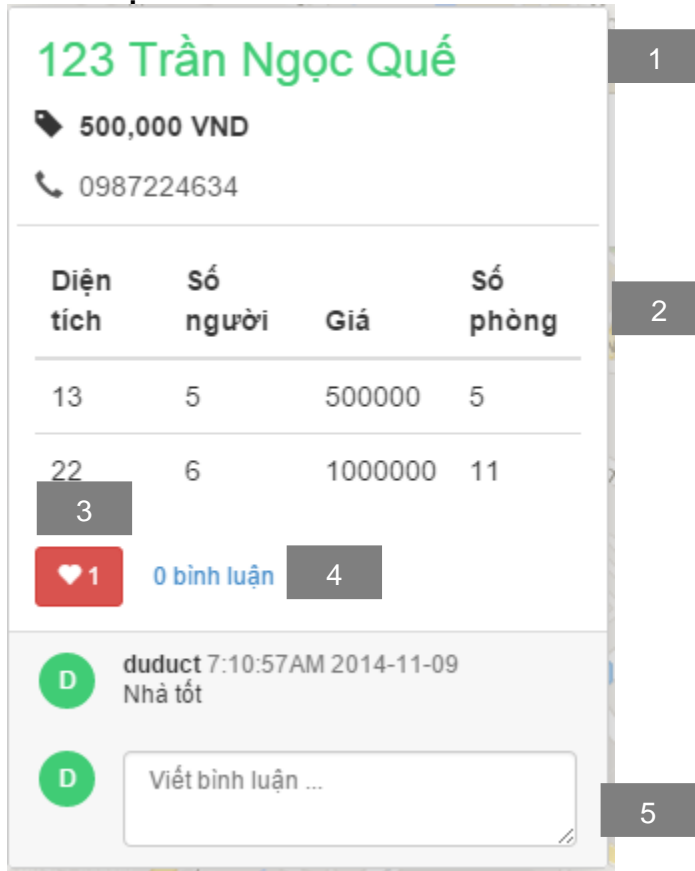 123 Trần Ngọc Quế
1
500,000 VND
0987224634
Diện tích Số người Giá Số phòng
2
13 5 500000 5
22 6 1000000 11
3
1 0 bình luận 4
D duduct 7:10:57AM 2014-11-09
Nhà tốt
D Viết bình luận ...
5